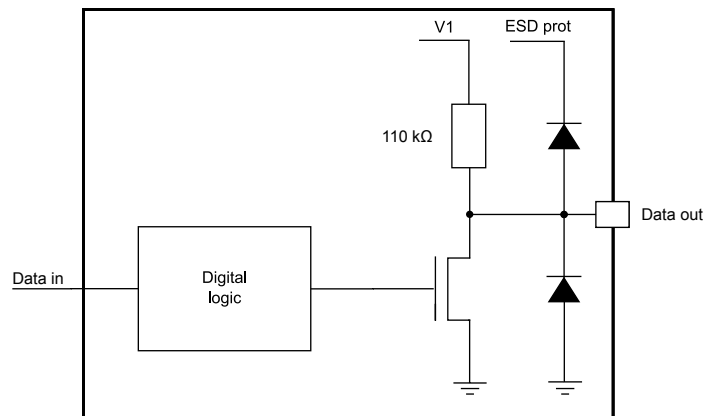 V1
ESD prot
110 kΩ
Data out
Data in
Digital
logic